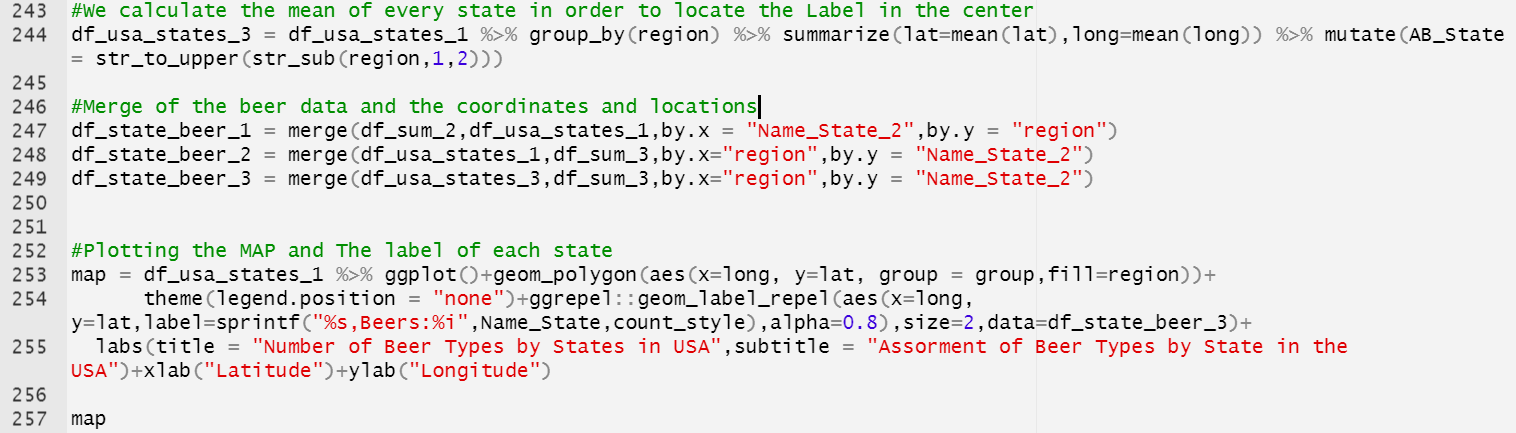 243 #We calculate the mean of every state in order to locate the Label in the center
244 df_usa_states_3 = df_usa_states_1 %>% group_by(region) %>% summarize(lat=mean(lat),long=mean(long)) %>% mutate(AB_State
= str_to_upper(str_sub(region,1,2)))
245
246 #Merge of the beer data and the coordinates and locations
247 df_state_beer_1 = merge(df_sum_2,df_usa_states_1,by.x = "Name_State_2",by.y = "region")
248 df_state_beer_2 = merge(df_usa_states_1,df_sum_3,by.x="region",by.y = "Name_State_2")
249 df_state_beer_3 = merge(df_usa_states_3,df_sum_3,by.x="region",by.y = "Name_State_2")
250
251
252 #Plotting the MAP and The label of each state
253 map = df_usa_states_1 %>% ggplot()+geom_polygon(aes(x=long, y=lat, group = group,fill=region))+
254 theme(legend.position = "none")+ggrepel::geom_label_repel(aes(x=long,
y=lat,label=sprintf("%s,Beers:%i",Name_State,count_style),alpha=0.8),size=2,data=df_state_beer_3)+
255 labs(title = "Number of Beer Types by States in USA",subtitle = "Assorment of Beer Types by State in the
USA")+xlab("Latitude")+ylab("Longitude")
256
257 map